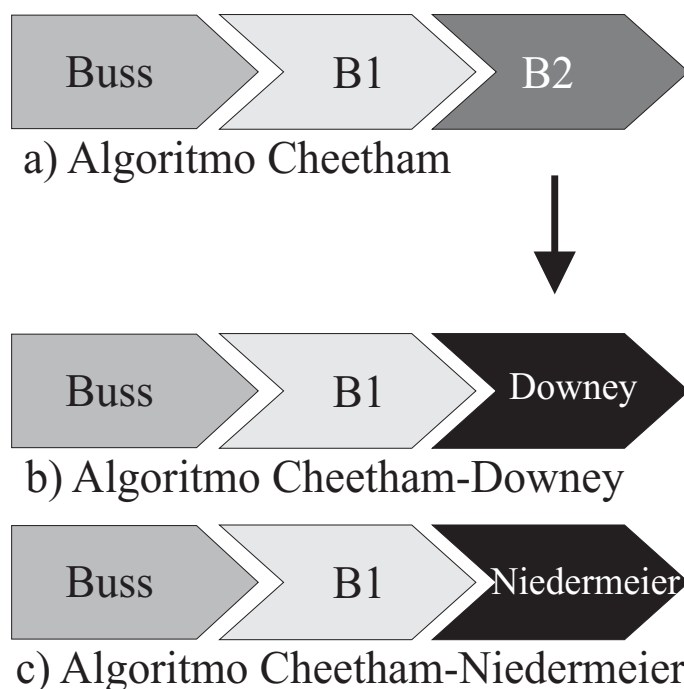 Buss B1 B2
a) Algoritmo Cheetham
Buss B1 Downey
b) Algoritmo Cheetham-Downey
Buss B1 Niedermeier
c) Algoritmo Cheetham-Niedermeier